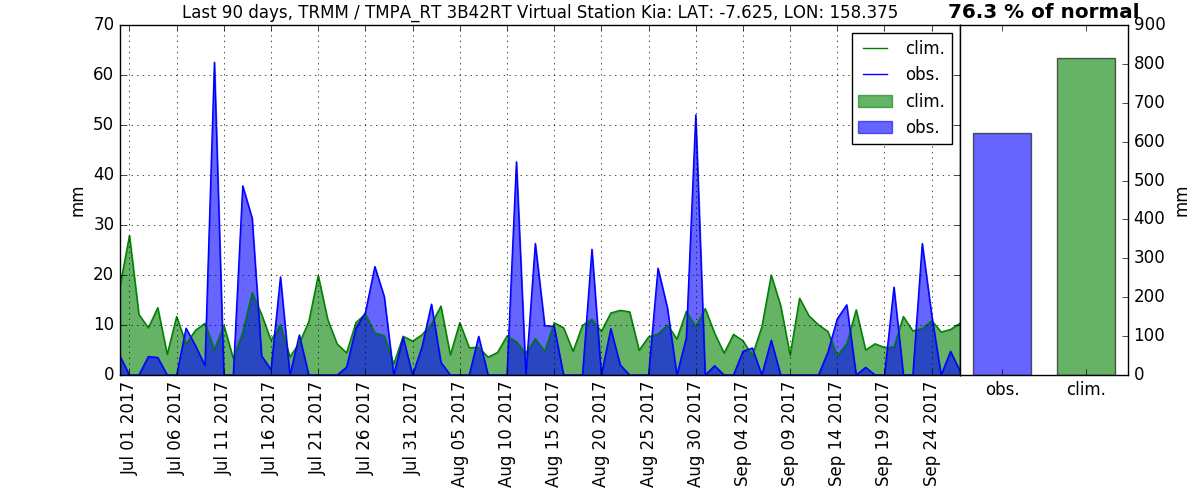 Last 90 days, TRMM / TMPA_RT 3B42RT Virtual Station Kia: LAT: -7.625, LON: 158.375
76.3 % of normal
70
60
50
40
30
20
10
0
mm
clim.
obs.
clim.
obs.
Jul 01 2017
Jul 06 2017
Jul 11 2017
Jul 16 2017
Jul 21 2017
Jul 26 2017
Jul 31 2017
Aug 05 2017
Aug 10 2017
Aug 15 2017
Aug 20 2017
Aug 25 2017
Aug 30 2017
Sep 04 2017
Sep 09 2017
Sep 14 2017
Sep 19 2017
Sep 24 2017
900
800
700
600
500
400
300
200
100
0
mm
obs.
clim.